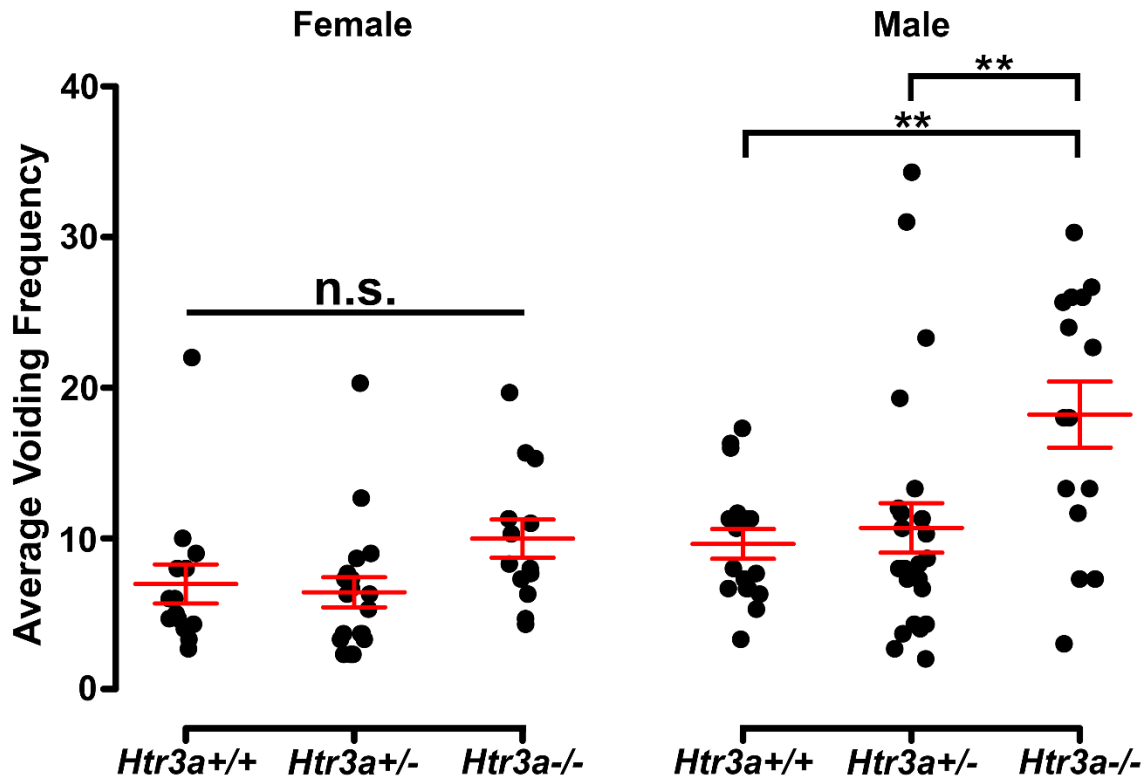 Female
Male
Average Voiding Frequency
40
30
20
10
0
n.s.
**
**
Htr3a+/+
Htr3a+/-
Htr3a-/-
Htr3a+/+
Htr3a+/-
Htr3a-/-